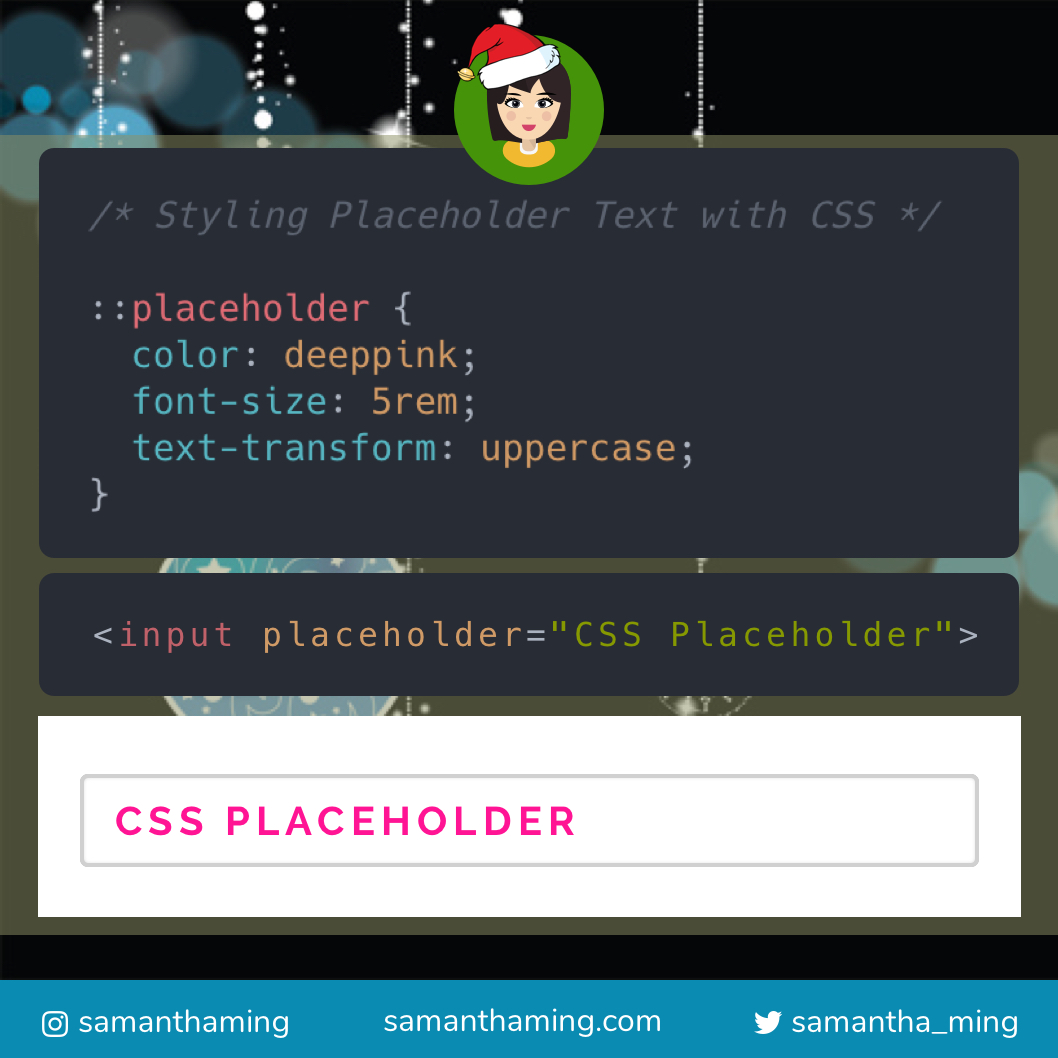 /* Styling Placeholder Text with CSS */
::placeholder {
  color: deeppink;
  font-size: 5rem;
  text-transform: uppercase;
}
<input placeholder="CSS Placeholder">
CSS PLACEHOLDER
samanthaming samanthaming.com samantha_ming